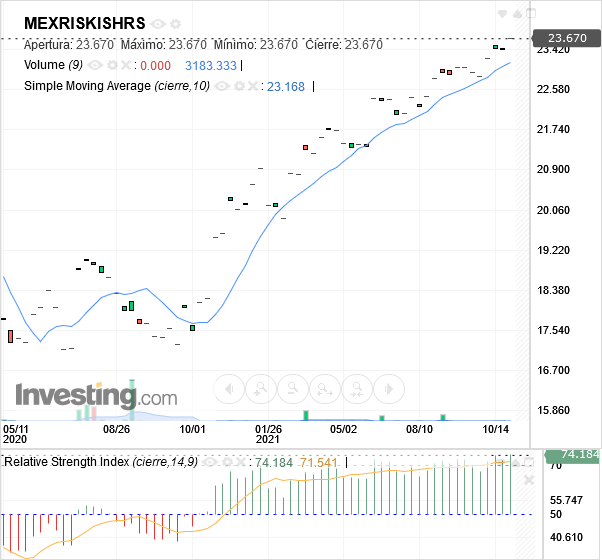 MEXRISKISHRS
Apertura: 23.670 Máximo: 23.670 Mínimo: 23.670 Cierre: 23.670
23.670
23.420
Volume (9) : 0.000 3183.333
Simple Moving Average (cierre,10) : 23.168
22.580
21.740
20.900
20.060
19.220
18.380
17.540
16.700
Investing.com
15.860
05/11 08/26 10/01 01/26 05/02 08/10 10/14
2020 2021
Relative Strength Index (cierre,14,9) : 74.184 71.541
74.184
70
55.747
50
40.610